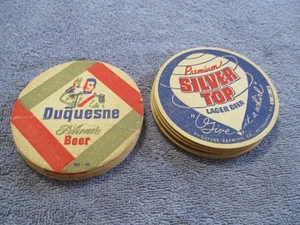 Duquesne
Pilsener
Beer
Premium
SILVER
TOP
LAGER BEER
"Give it a whirl"